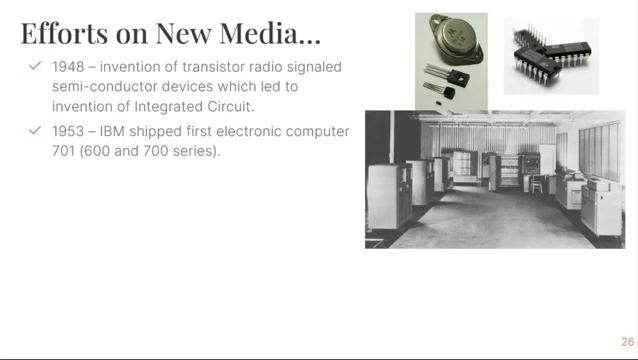 Efforts on New Media...
1948 – invention of transistor radio signaled
semi-conductor devices which led to
invention of Integrated Circuit.
1953 – IBM shipped first electronic computer
701 (600 and 700 series).
26